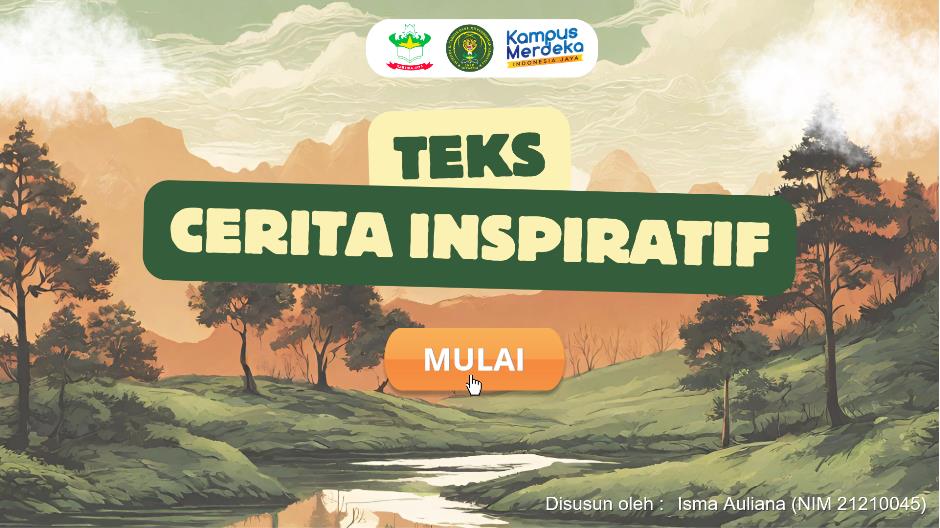 Kampus
Merdeka
INDONESIA JAYA
TEKS
CERITA INSPIRATIF
MULAI
Disusun oleh : Isma Auliana (NIM 21210045)